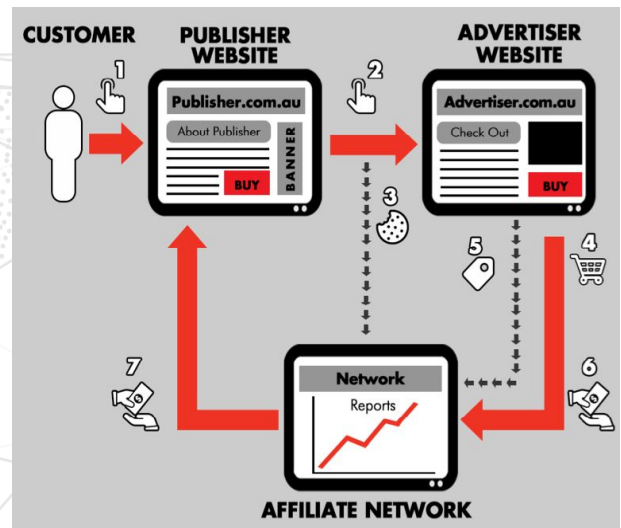 CUSTOMER
PUBLISHER
WEBSITE
ADVERTISER
WEBSITE
1
2
Publisher.com.au
About Publisher
BUY
BANNER
Advertiser.com.au
Check Out
BUY
3
5
4
7
6
Network
Reports
AFFILIATE NETWORK